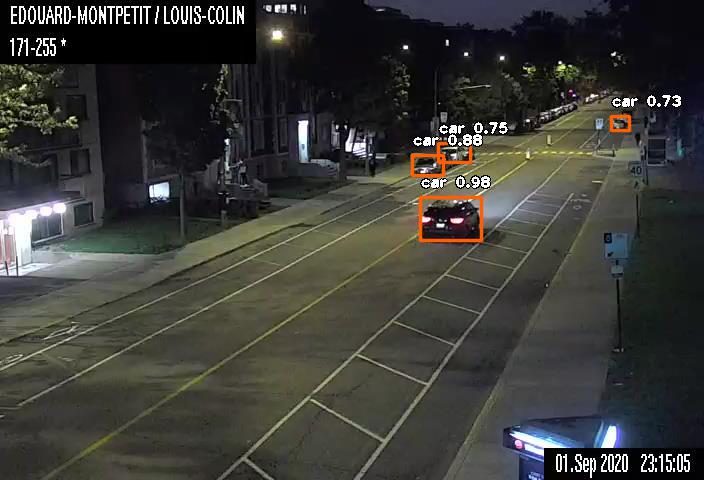 EDOUARD-MONTPETIT / LOUIS-COLIN
171-255 *
car 0.73
car 0.75
car 0.88
car 0.98
40
01.Sep 2020 23:15:05